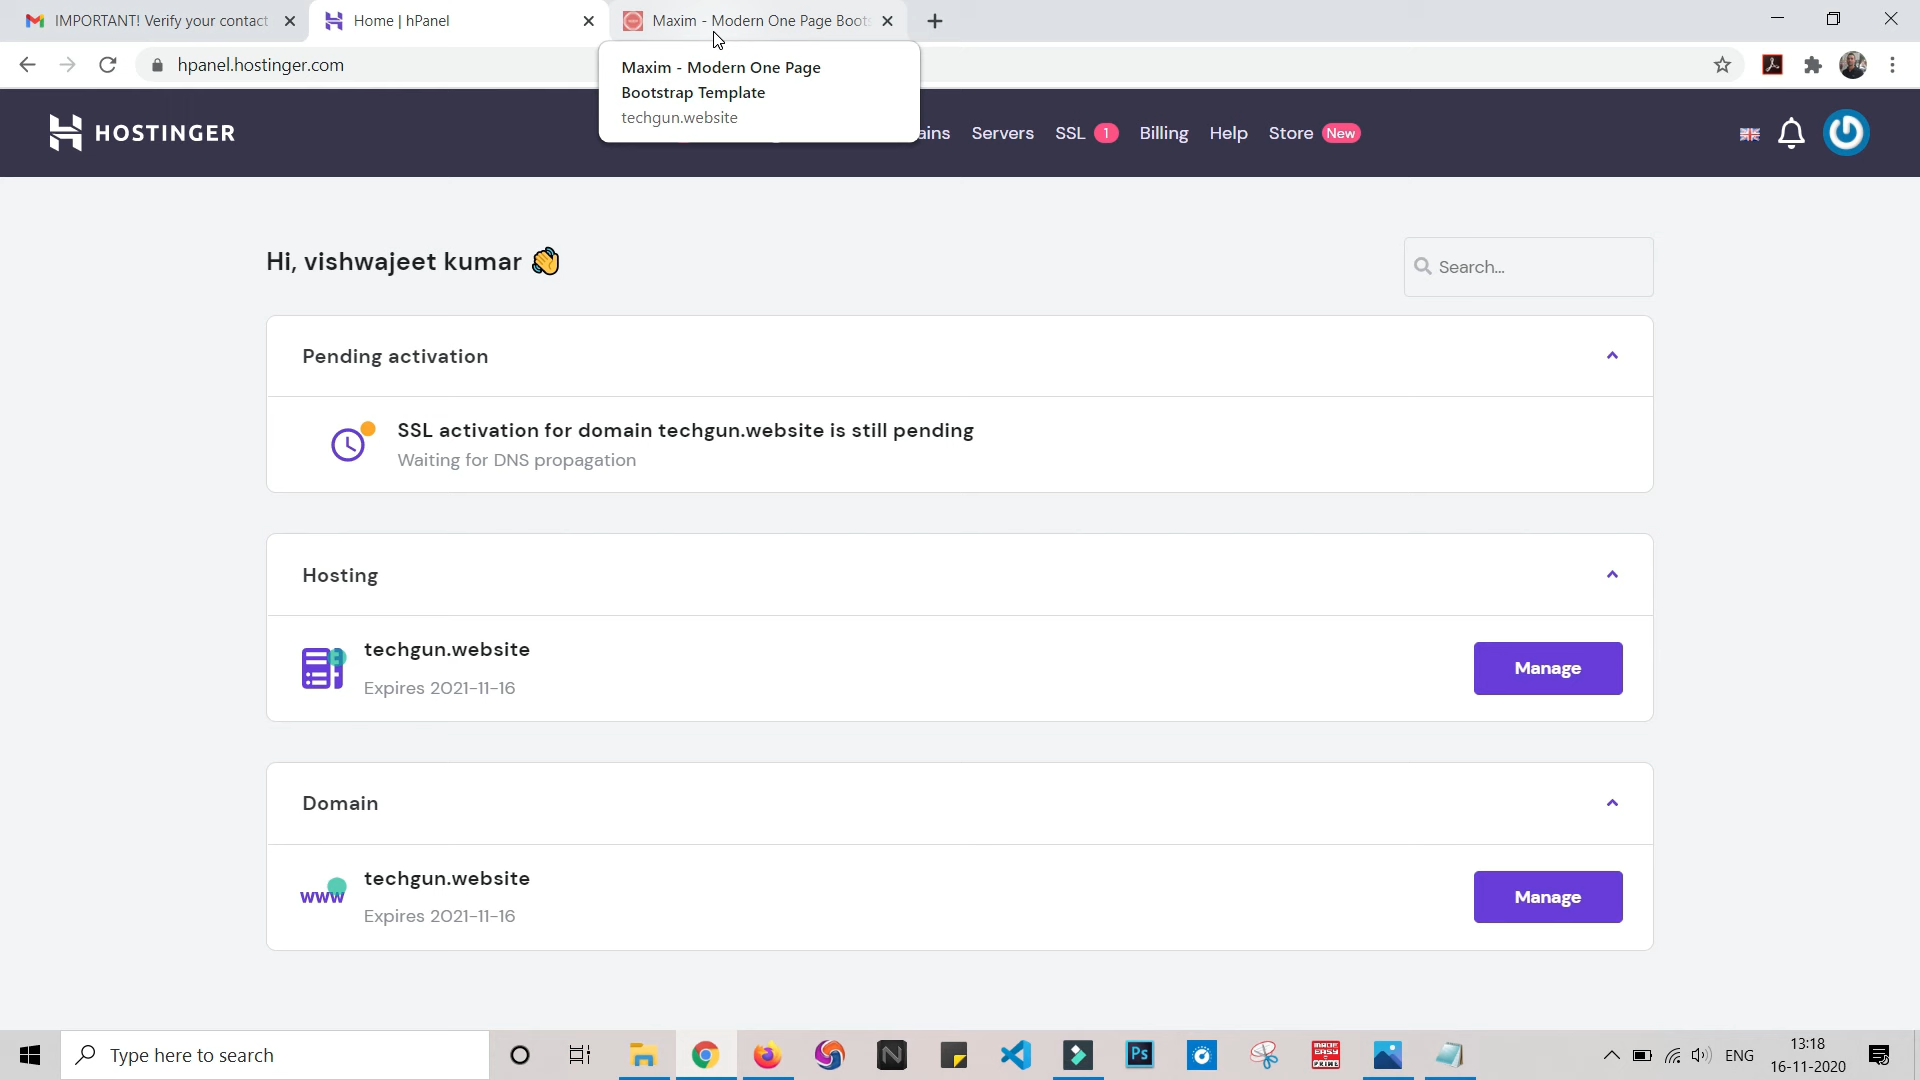 IMPORTANT! Verify your contact
Home | hPanel
Maxim - Modern One Page Boots
hpanel.hostinger.com
Maxim - Modern One Page
Bootstrap Template
techgun.website
HOSTINGER
ains
Servers
SSL 1
Billing
Help
Store New
Hi, vishwajeet kumar
Search...
Pending activation
SSL activation for domain techgun.website is still pending
Waiting for DNS propagation
Hosting
techgun.website
Expires 2021-11-16
Manage
Domain
www
techgun.website
Expires 2021-11-16
Manage
Type here to search
N
Ps
MADE
EASY
PRIME
ENG
13:18
16-11-2020